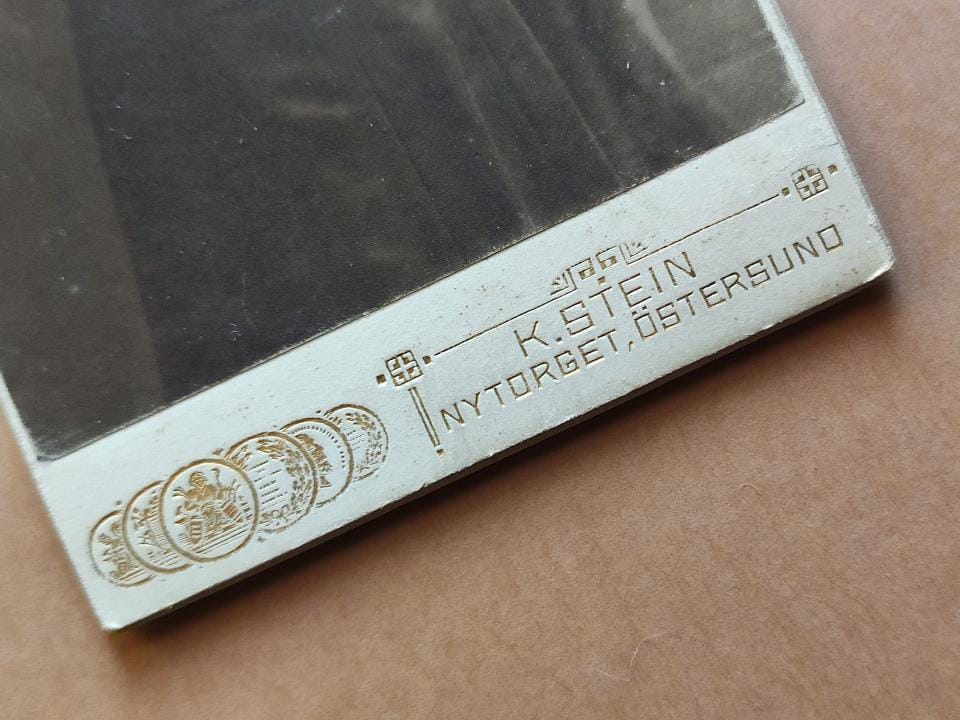 K. STEIN
NYTORGET, ÖSTERSUND